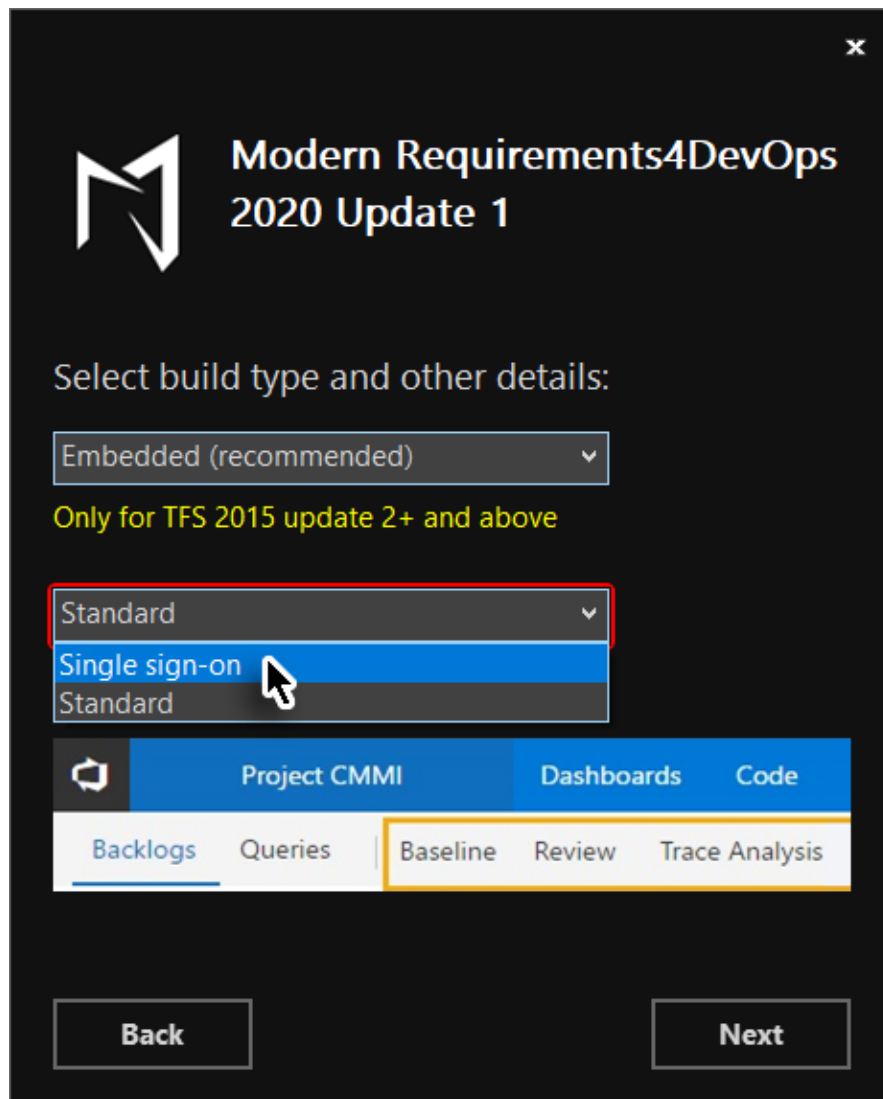 Modern Requirements4DevOps
2020 Update 1
Select build type and other details:
Embedded (recommended)
Only for TFS 2015 update 2+ and above
Standard
Single sign-on
Standard
Project CMMI Dashboards Code
Backlogs Queries Baseline Review Trace Analysis
Back Next